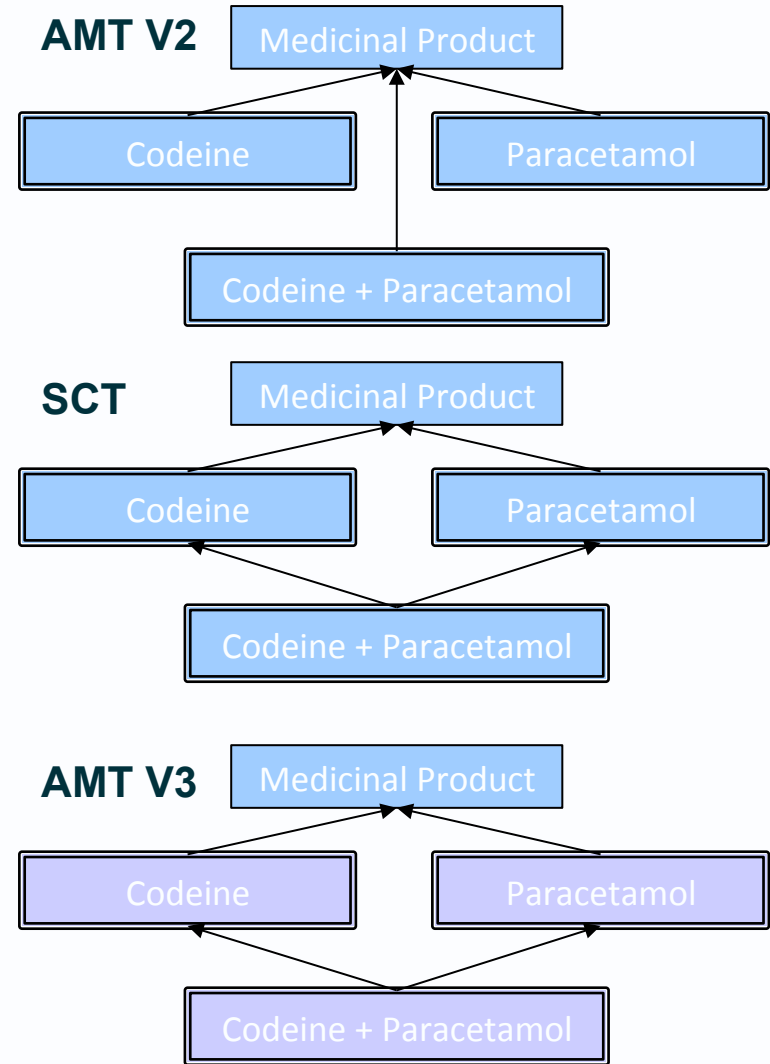 AMT V2
Medicinal Product
Codeine
Paracetamol
Codeine + Paracetamol
SCT
Medicinal Product
Codeine
Paracetamol
Codeine + Paracetamol
AMT V3
Medicinal Product
Codeine
Paracetamol
Codeine + Paracetamol